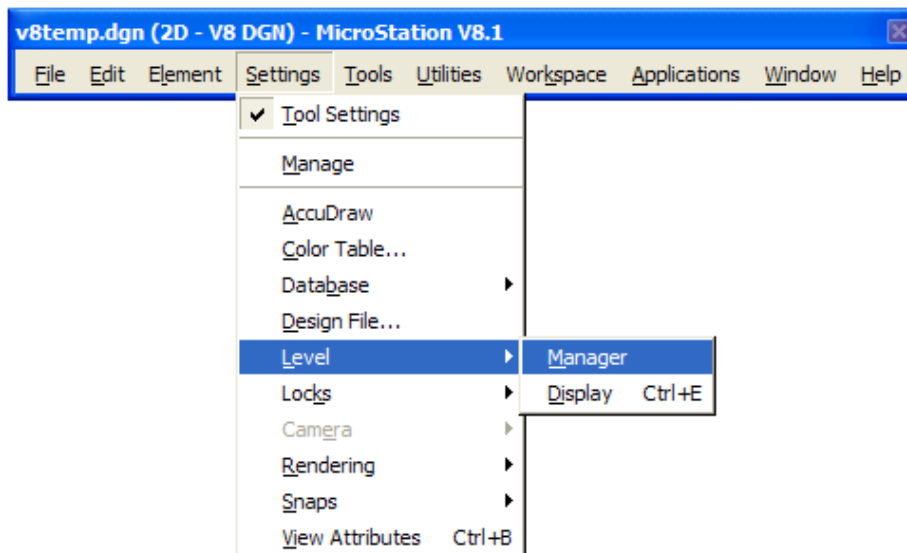 v8temp.dgn (2D - V8 DGN) - MicroStation V8.1
File Edit Element Settings Tools Utilities Workspace Applications Window Help
Tool Settings
Manage
AccuDraw
Color Table...
Database
Design File...
Level
Manager
Locks
Display Ctrl+E
Camera
Rendering
Snaps
View Attributes Ctrl+B